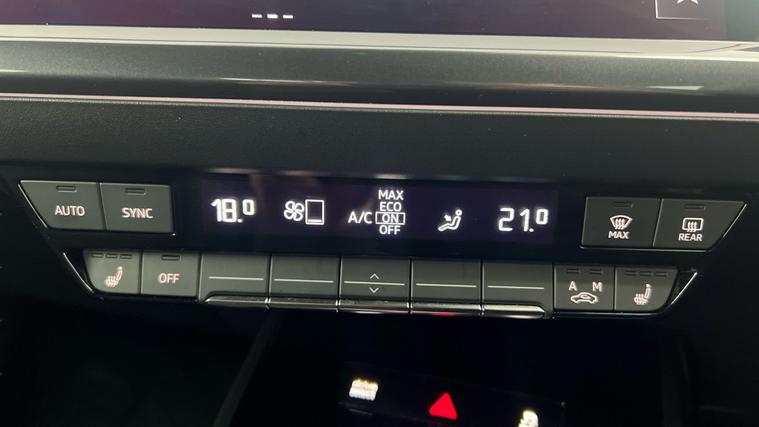 AUTO
SYNC
18.0
A/C
MAX
ECO
ON
OFF
21.0
MAX
REAR
OFF
A M